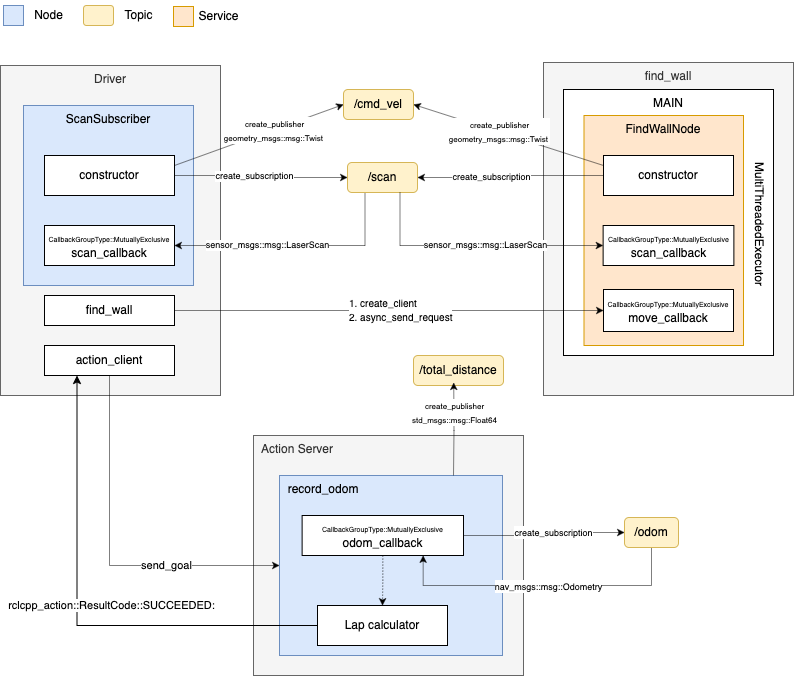 Node
Topic
Service
Driver
ScanSubscriber
constructor
CallbackGroupType::MutuallyExclusive
scan_callback
find_wall
action_client
/cmd_vel
create_publisher
geometry_msgs::msg::Twist
create_publisher
geometry_msgs::msg::Twist
create_subscription
/scan
create_subscription
sensor_msgs::msg::LaserScan
sensor_msgs::msg::LaserScan
1. create_client
2. async_send_request
find_wall
MAIN
FindWallNode
constructor
CallbackGroupType::MutuallyExclusive
scan_callback
CallbackGroupType::MutuallyExclusive
move_callback
MultiThreadedExecutor
/total_distance
create_publisher
std_msgs::msg::Float64
Action Server
record_odom
CallbackGroupType::MutuallyExclusive
odom_callback
create_subscription
/odom
nav_msgs::msg::Odometry
send_goal
rclcpp_action::ResultCode::SUCCEEDED:
Lap calculator